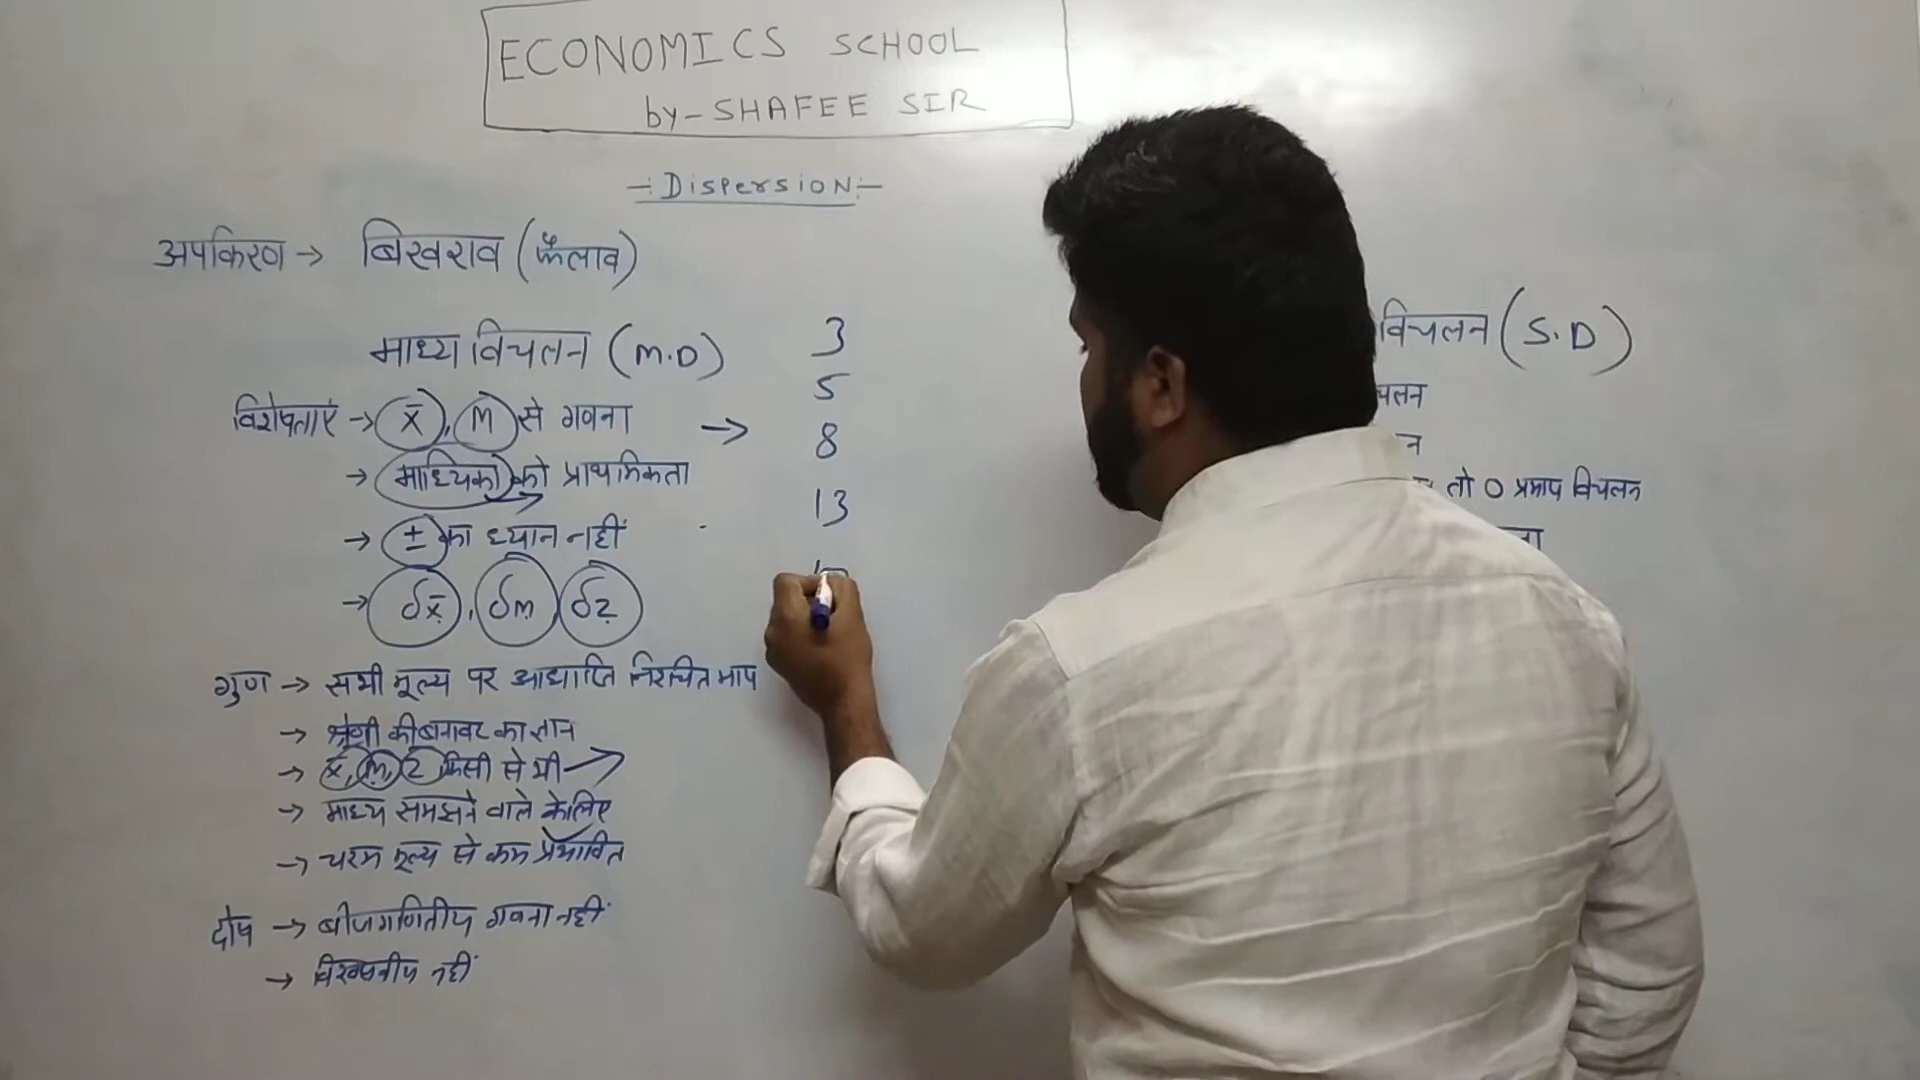 ECONOMICS SCHOOL
by-SHAFEE SIR
-: Dispersion :-
अपकिरण → बिखराव (फैलाव)
माध्य विचलन (M.D)
विशेषताएं → x̄, M से गणना
→ माध्यिका को प्राथमिकता
→ ± का ध्यान नहीं
→ δx̄, δm, δz
गुण → सभी मूल्य पर आधारित निश्चित माप
→ श्रेणी की बनावट का ज्ञान
→ x̄, m, z किसी से भी →
→ माध्य समझने वाले के लिए
→ चरम मूल्य से कम प्रभावित
दोष → बीजगणितीय गणना नहीं
→ विश्वसनीय नहीं
→ 3
5
8
13
विचलन (S.D)
चलन
तो 0 प्रमाप विचलन